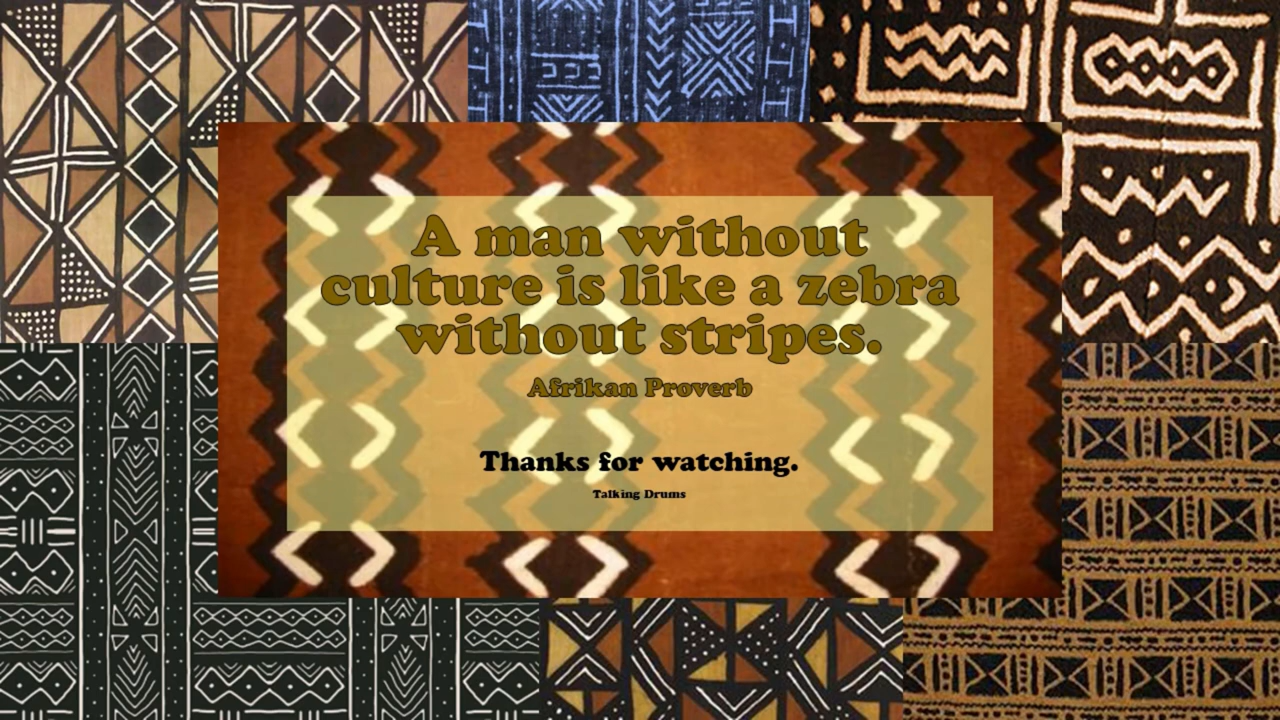 A man without
culture is like a zebra
without stripes.
Afrikan Proverb
Thanks for watching.
Talking Drums